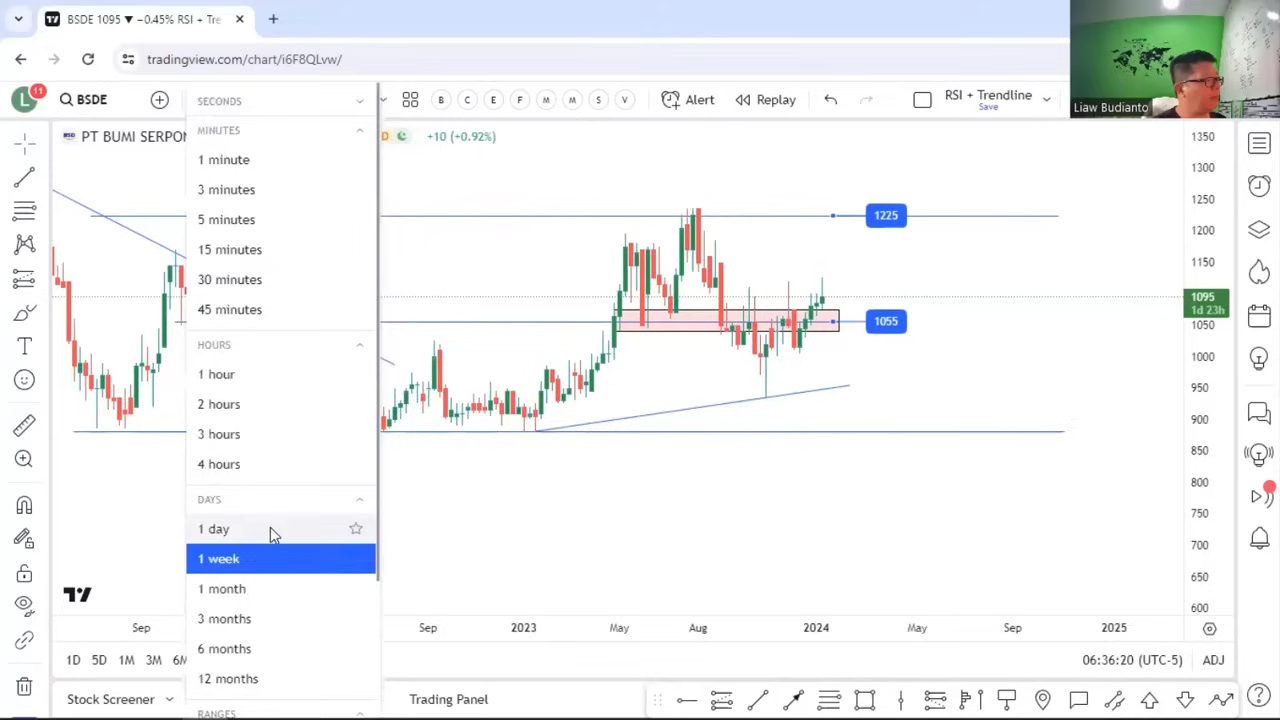 BSDE 1095 ▼ −0.45% RSI + Tre
tradingview.com/chart/i6F8QLvw/
L
11
BSDE
B C E F M M S V
Alert
Replay
RSI + Trendline
Save
Liaw Budianto
PT BUMI SERPON
D
+10 (+0.92%)
SECONDS
MINUTES
1 minute
3 minutes
5 minutes
15 minutes
30 minutes
45 minutes
HOURS
1 hour
2 hours
3 hours
4 hours
DAYS
1 day
1 week
1 month
3 months
6 months
12 months
RANGES
1225
1055
1350
1300
1250
1200
1150
1095
1d 23h
1050
1000
950
900
850
800
750
700
650
600
Sep
Sep
2023
May
Aug
2024
May
Sep
2025
1D 5D 1M 3M 6M
06:36:20 (UTC-5)
ADJ
Stock Screener
Trading Panel